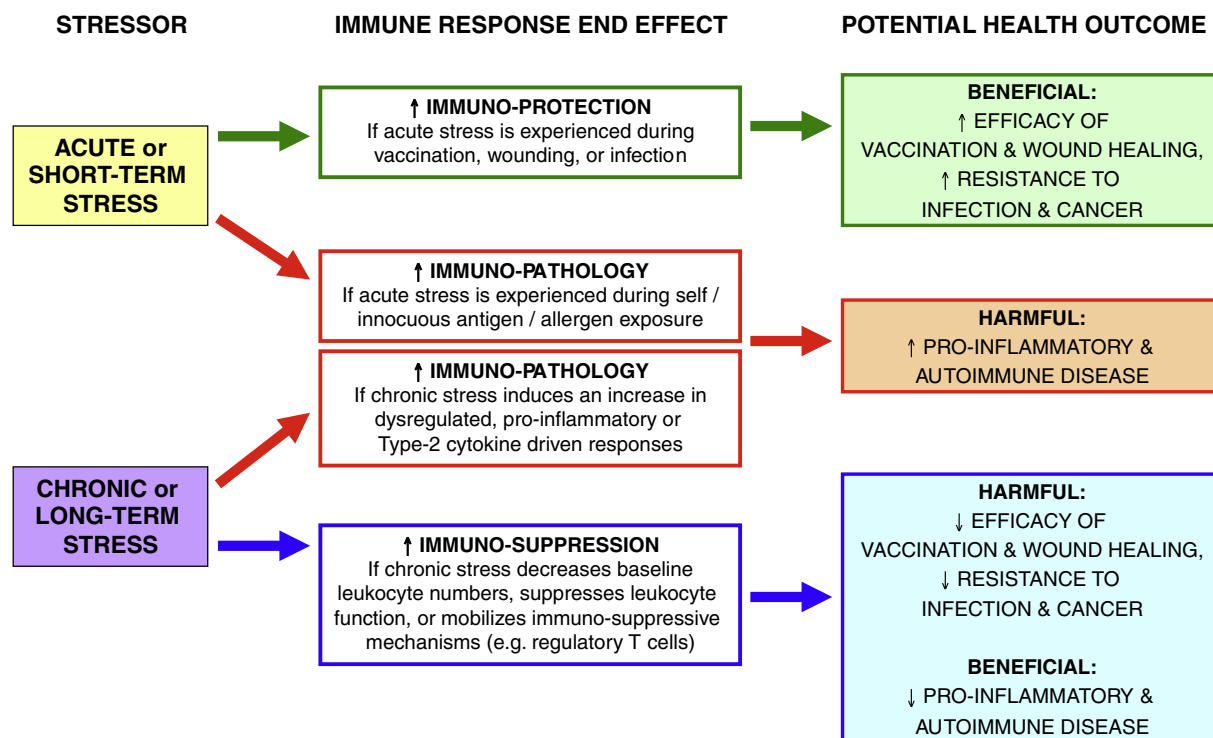 STRESSOR
IMMUNE RESPONSE END EFFECT
POTENTIAL HEALTH OUTCOME
ACUTE or
SHORT-TERM
STRESS
↑ IMMUNO-PROTECTION
If acute stress is experienced during
vaccination, wounding, or infection
BENEFICIAL:
↑ EFFICACY OF
VACCINATION & WOUND HEALING,
↑ RESISTANCE TO
INFECTION & CANCER
↑ IMMUNO-PATHOLOGY
If acute stress is experienced during self /
innocuous antigen / allergen exposure
↑ IMMUNO-PATHOLOGY
If chronic stress induces an increase in
dysregulated, pro-inflammatory or
Type-2 cytokine driven responses
HARMFUL:
↑ PRO-INFLAMMATORY &
AUTOIMMUNE DISEASE
CHRONIC or
LONG-TERM
STRESS
↑ IMMUNO-SUPPRESSION
If chronic stress decreases baseline
leukocyte numbers, suppresses leukocyte
function, or mobilizes immuno-suppressive
mechanisms (e.g. regulatory T cells)
HARMFUL:
↓ EFFICACY OF
VACCINATION & WOUND HEALING,
↓ RESISTANCE TO
INFECTION & CANCER
BENEFICIAL:
↓ PRO-INFLAMMATORY &
AUTOIMMUNE DISEASE